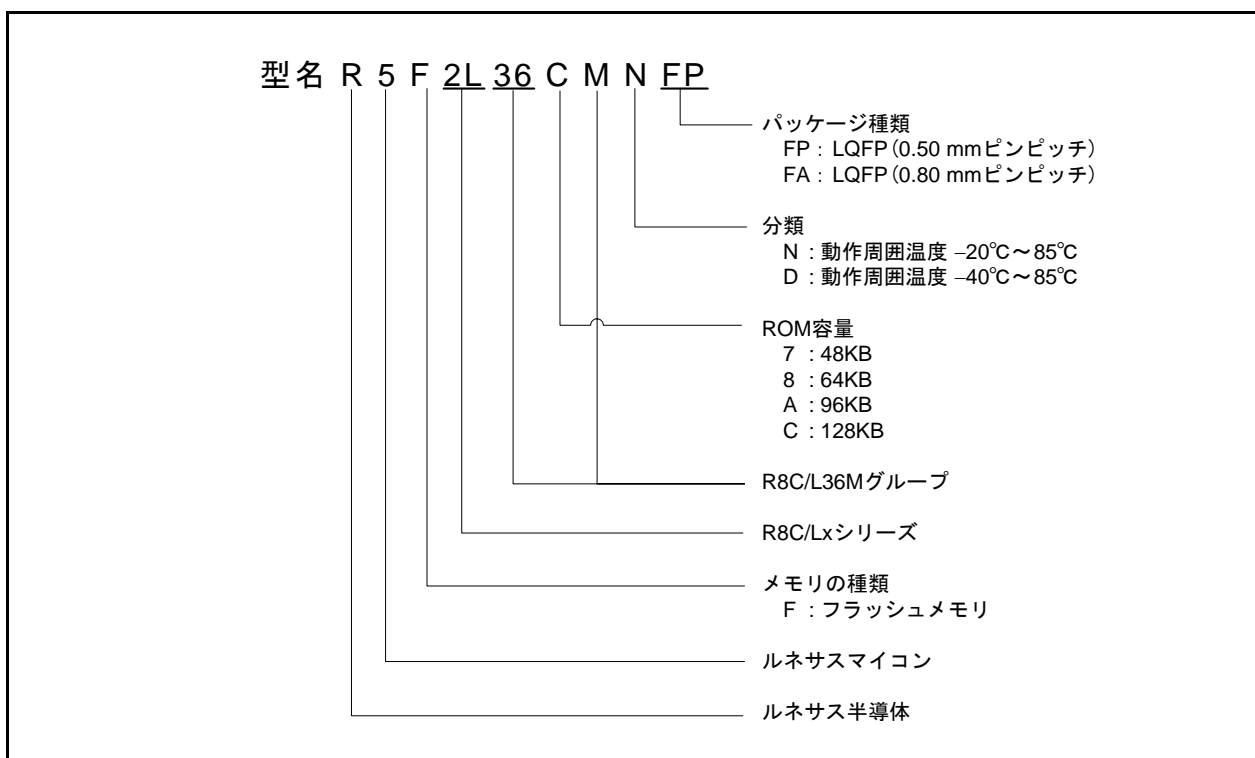 型名 R 5 F 2L 36 C M N FP
パッケージ種類
FP : LQFP(0.50 mmピンピッチ)
FA : LQFP(0.80 mmピンピッチ)
分類
N : 動作周囲温度 –20℃～85℃
D : 動作周囲温度 –40℃～85℃
ROM容量
7 : 48KB
8 : 64KB
A : 96KB
C : 128KB
R8C/L36Mグループ
R8C/Lxシリーズ
メモリの種類
F : フラッシュメモリ
ルネサスマイコン
ルネサス半導体